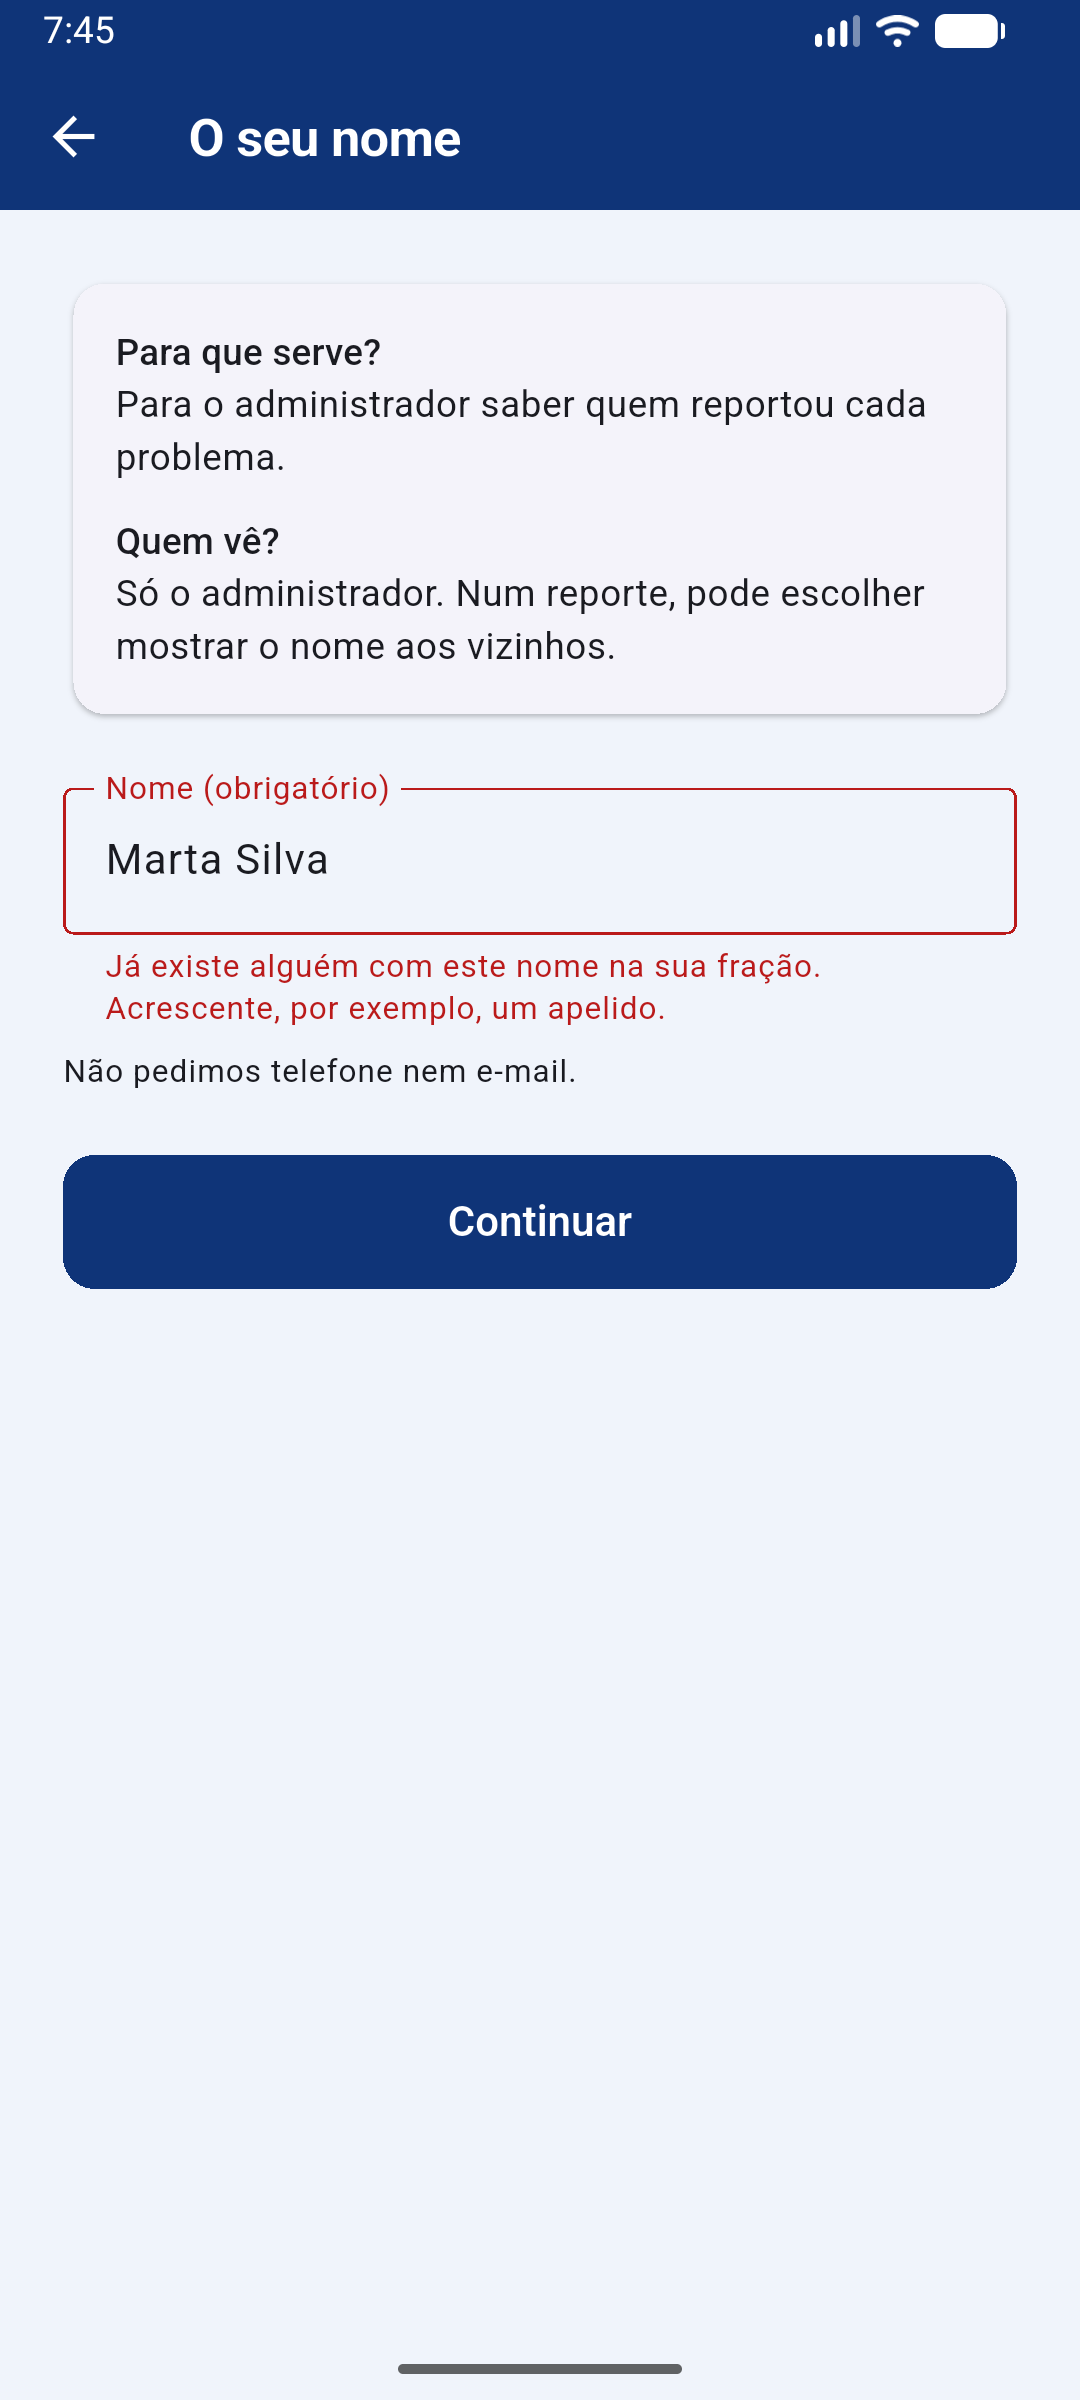 7:45
O seu nome
Para que serve?
Para o administrador saber quem reportou cada
problema.
Quem vê?
Só o administrador. Num reporte, pode escolher
mostrar o nome aos vizinhos.
Nome (obrigatório)
Marta Silva
Já existe alguém com este nome na sua fração.
Acrescente, por exemplo, um apelido.
Não pedimos telefone nem e-mail.
Continuar